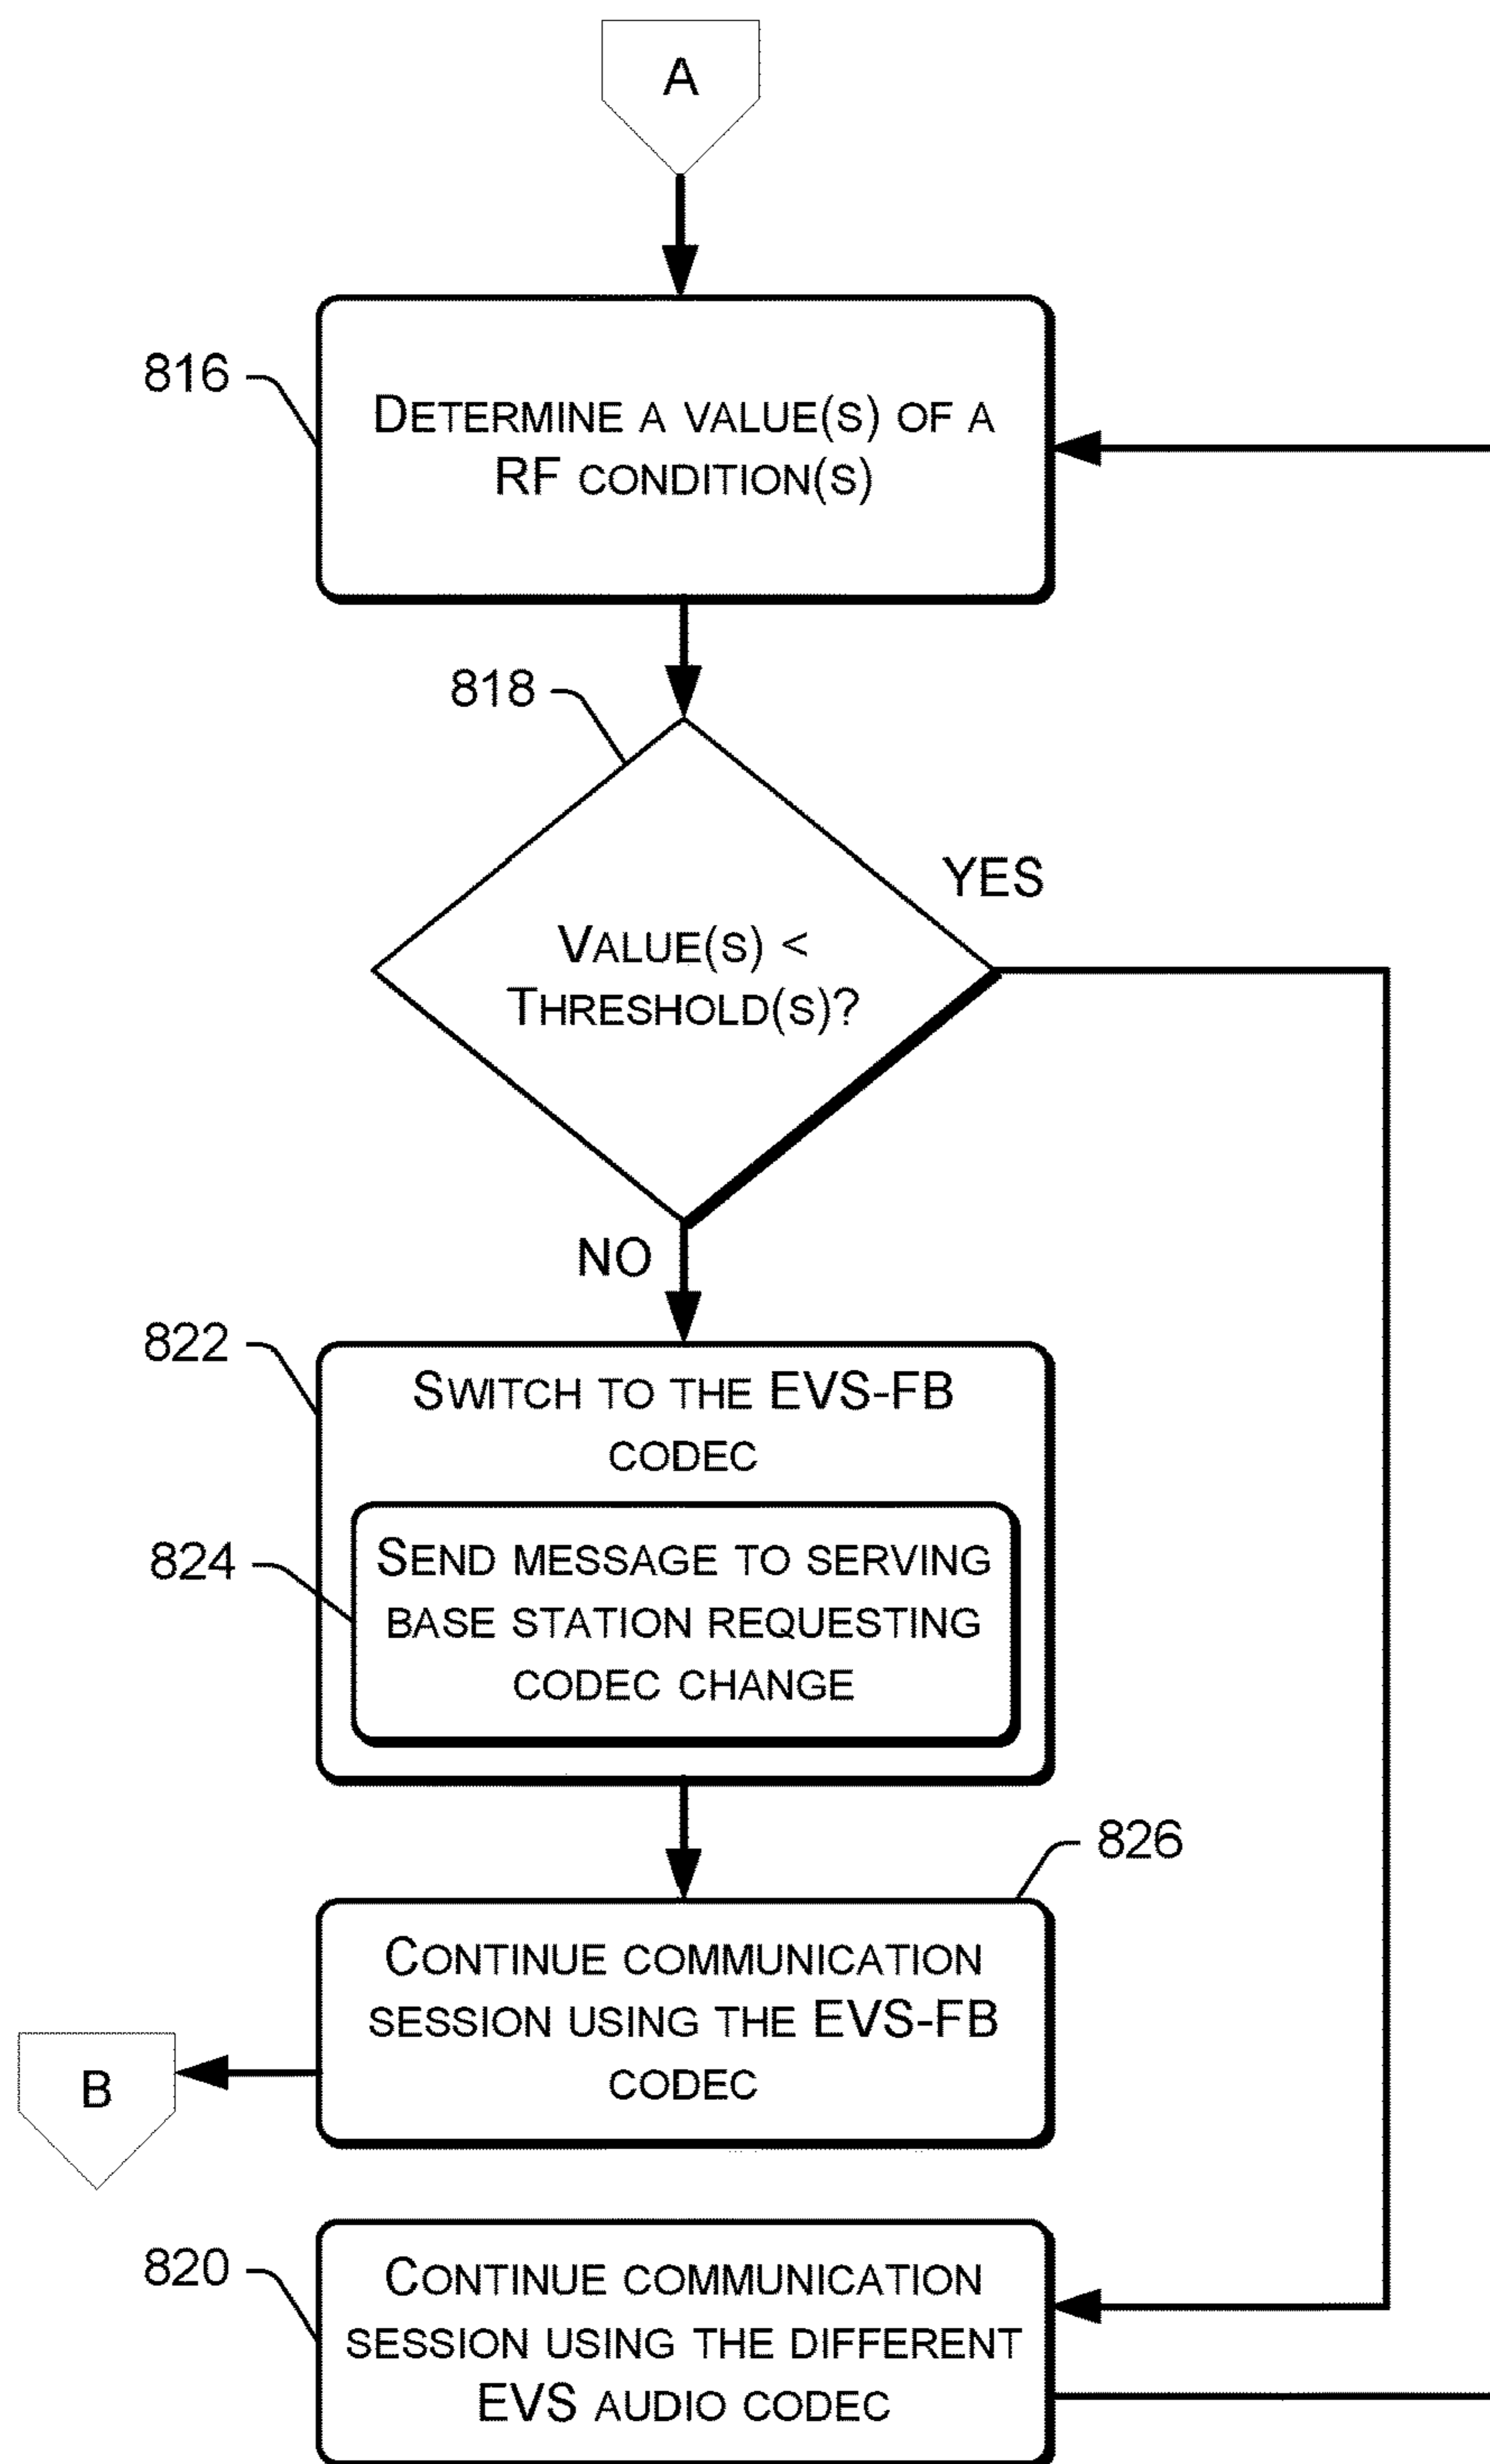 A
816
DETERMINE A VALUE(S) OF A
RF CONDITION(S)
818
YES
VALUE(S) <
THRESHOLD(S)?
NO
822
SWITCH TO THE EVS-FB
CODEC
824
SEND MESSAGE TO SERVING
BASE STATION REQUESTING
CODEC CHANGE
826
CONTINUE COMMUNICATION
SESSION USING THE EVS-FB
CODEC
B
820
CONTINUE COMMUNICATION
SESSION USING THE DIFFERENT
EVS AUDIO CODEC